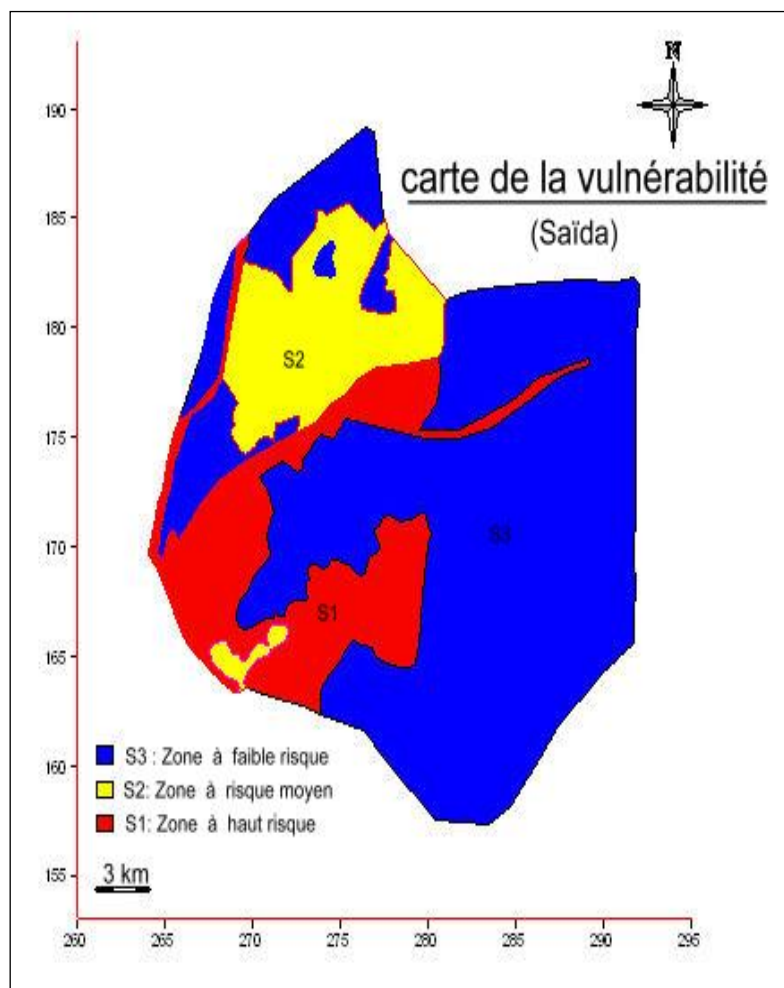 N
carte de la vulnérabilité
(Saïda)
190
185
180
175
170
165
160
155
S2
S3
S1
S3 : Zone à faible risque
S2: Zone à risque moyen
S1: Zone à haut risque
3 km
260 265 270 275 280 285 290 295